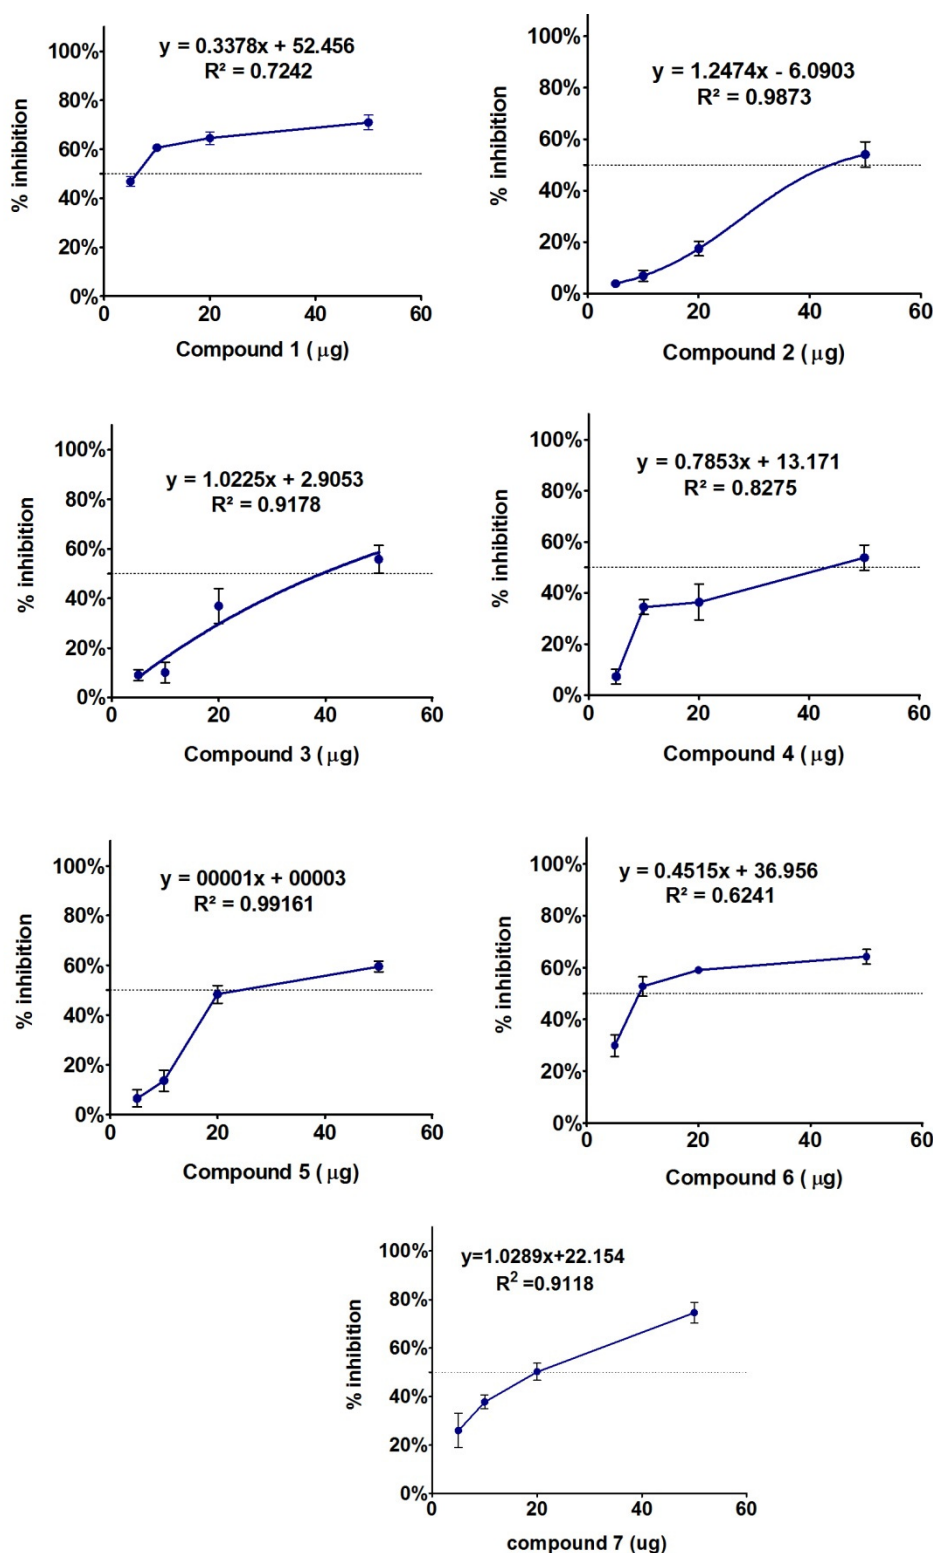 y = 0.3378x + 52.456
R² = 0.7242
100%
80%
60%
40%
20%
0%
% inhibition
0 20 40 60
Compound 1 ( µg)
y = 1.2474x - 6.0903
R² = 0.9873
100%
80%
60%
40%
20%
0%
% inhibition
0 10 20 30 40 50 60
Compound 2 (µg)
y = 1.0225x + 2.9053
R² = 0.9178
100%
80%
60%
40%
20%
0%
% inhibition
0 20 40 60
Compound 3 ( µg)
y = 0.7853x + 13.171
R² = 0.8275
100%
80%
60%
40%
20%
0%
% inhibition
0 20 40 60
Compound 4 ( µg)
y = 00001x + 00003
R² = 0.99161
100%
80%
60%
40%
20%
0%
% inhibition
0 20 40 60
Compound 5 ( µg)
y = 0.4515x + 36.956
R² = 0.6241
100%
80%
60%
40%
20%
0%
% inhibition
0 20 40 60
Compound 6 ( µg)
y=1.0289x+22.154
R² =0.9118
100%
80%
60%
40%
20%
0%
% inhibition
0 20 40 60
compound 7 (ug)